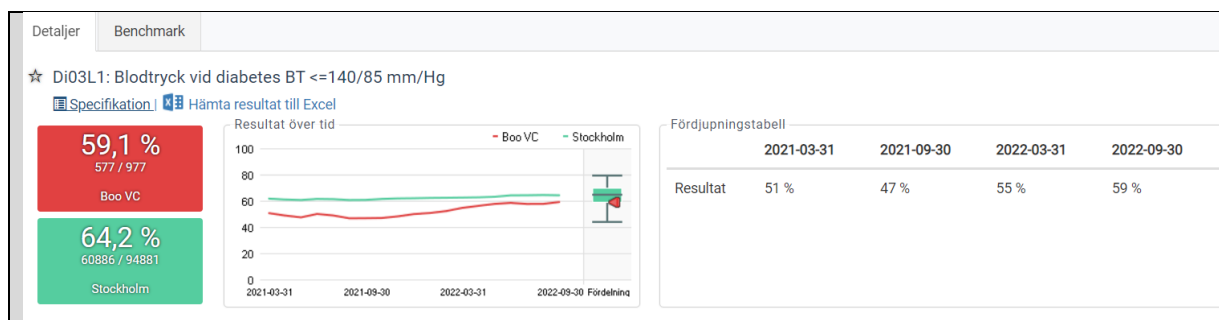 Detaljer Benchmark
☆ Di03L1: Blodtryck vid diabetes BT <=140/85 mm/Hg
Specifikation | Hämta resultat till Excel
59,1 %
577 / 977
Boo VC
64,2 %
60886 / 94881
Stockholm
Resultat över tid
Boo VC Stockholm
100
80
60
40
20
0
2021-03-31 2021-09-30 2022-03-31 2022-09-30 Fördelning
Fördjupningstabell
2021-03-31 2021-09-30 2022-03-31 2022-09-30
Resultat 51 % 47 % 55 % 59 %